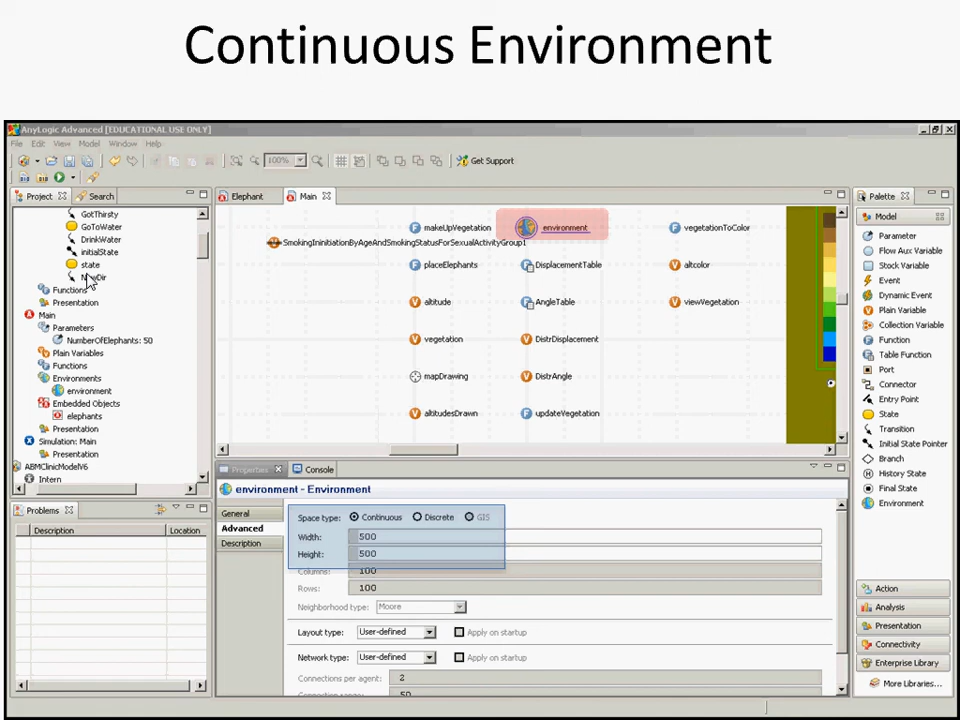 Continuous Environment
AnyLogic Advanced [EDUCATIONAL USE ONLY]
File Edit View Model Window Help
100% Get Support
Project Search
GotThirsty
GoToWater
DrinkWater
initialState
state
Functions
Presentation
Main
Parameters
NumberOfElephants: 50
Plain Variables
Functions
Environments
environment
Embedded Objects
elephants
Presentation
Simulation: Main
Presentation
ABMClinicModelV6
Intern
Problems
Description Location
Elephant Main
makeUpVegetation environment vegetationToColor
SmokingIninitiationByAgeAndSmokingStatusForSexualActivityGroup1
placeElephants DisplacementTable altcolor
altitude AngleTable viewVegetation
vegetation DistrDisplacement
mapDrawing DistrAngle
altitudesDrawn updateVegetation
Properties Console
environment - Environment
General
Advanced
Description
Space type: Continuous Discrete GIS
Width: 500
Height: 500
Columns: 100
Rows: 100
Neighborhood type: Moore
Layout type: User-defined Apply on startup
Network type: User-defined Apply on startup
Connections per agent: 2
Connection range: 50
Palette
Model
Parameter
Flow Aux Variable
Stock Variable
Event
Dynamic Event
Plain Variable
Collection Variable
Function
Table Function
Port
Connector
Entry Point
State
Transition
Initial State Pointer
Branch
History State
Final State
Environment
Action
Analysis
Presentation
Connectivity
Enterprise Library
More Libraries...